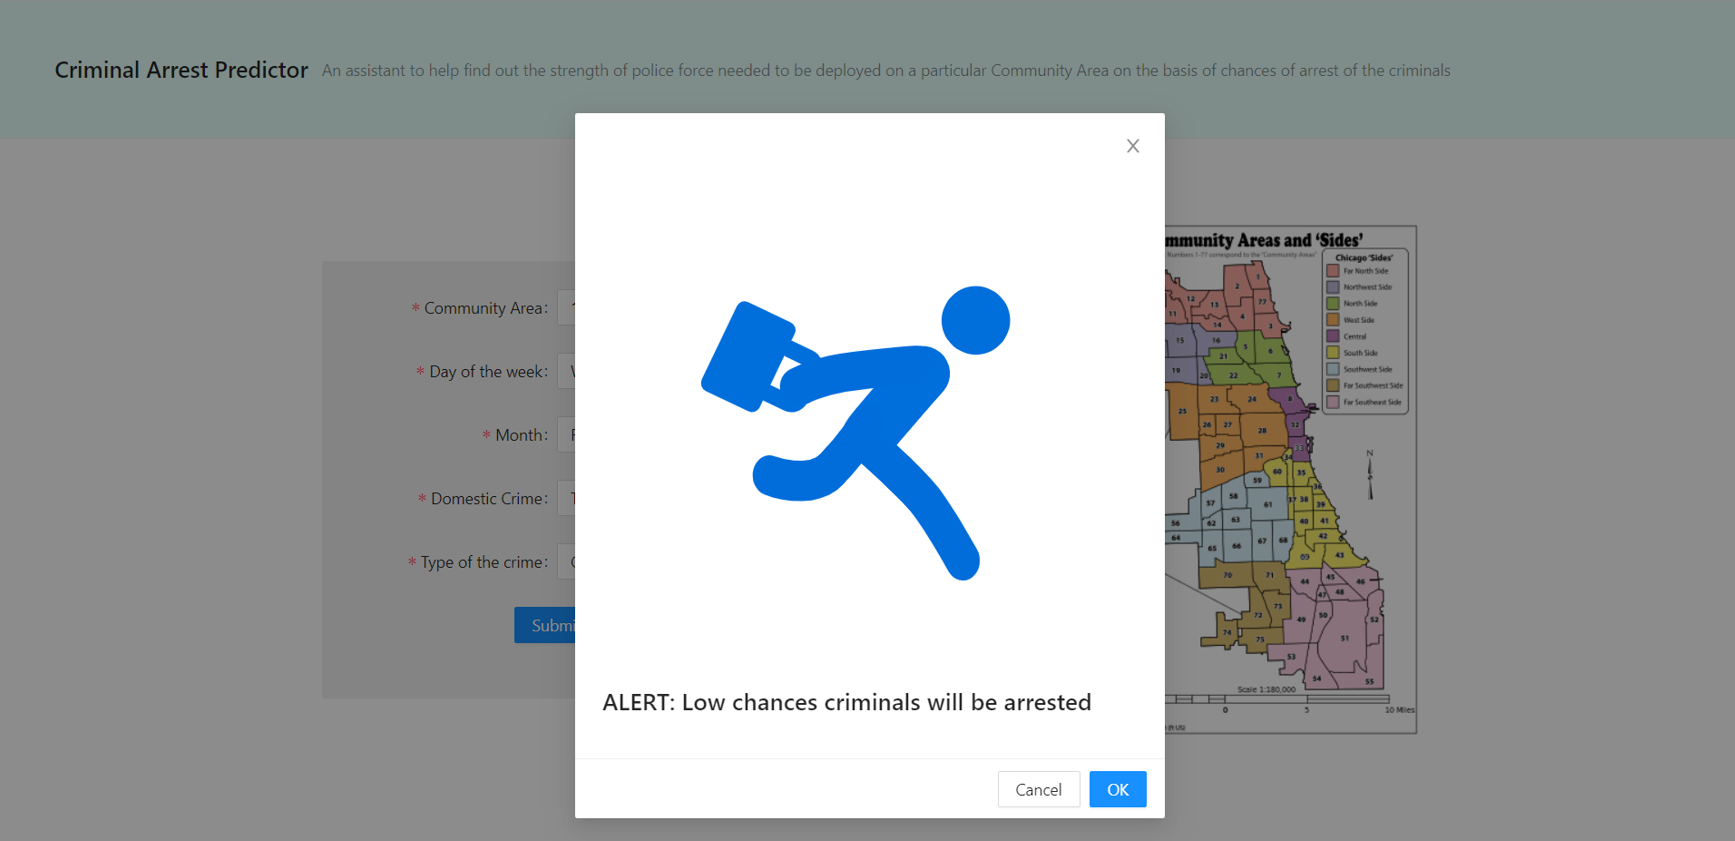 Criminal Arrest Predictor An assistant to help find out the strength of police force needed to be deployed on a particular Community Area on the basis of chances of arrest of the criminals
mmunity Areas and ‘Sides’
Numbers 1-77 correspond to the "Community Areas"
Chicago 'Sides'
Far North Side
Northwest Side
North Side
West Side
Central
South Side
Southwest Side
Far Southwest Side
Far Southeast Side
* Community Area:
* Day of the week:
* Month:
* Domestic Crime:
* Type of the crime:
Submi
1
2
77
12
13
11
4
14
3
15
16
5
6
21
19
20
22
7
25
23
24
8
26
27
28
32
29
33
31
34
30
60
35
59
36
58
57
61
37
38
39
56
62
63
40
41
64
42
65
66
67
68
69
43
70
71
44
45
46
47
48
73
72
49
50
52
74
75
51
53
54
55
N
Scale 1:180,000
0
5
10 Miles
ALERT: Low chances criminals will be arrested
Cancel
OK